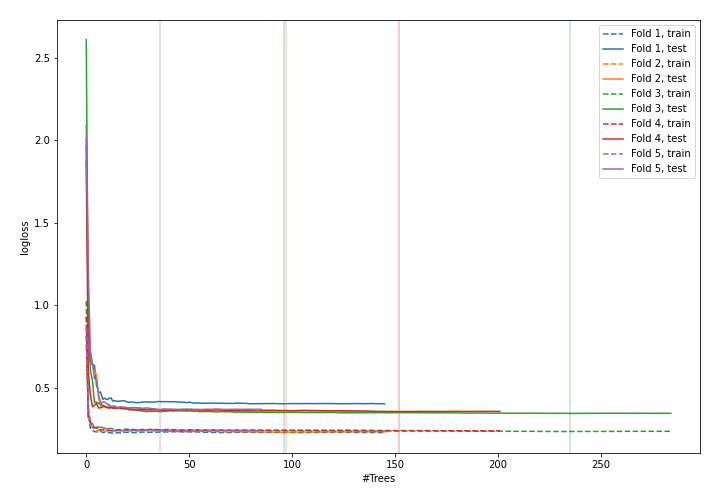 2.5
2.0
1.5
1.0
0.5
logloss
0
50
100
150
200
250
#Trees
Fold 1, train
Fold 1, test
Fold 2, train
Fold 2, test
Fold 3, train
Fold 3, test
Fold 4, train
Fold 4, test
Fold 5, train
Fold 5, test